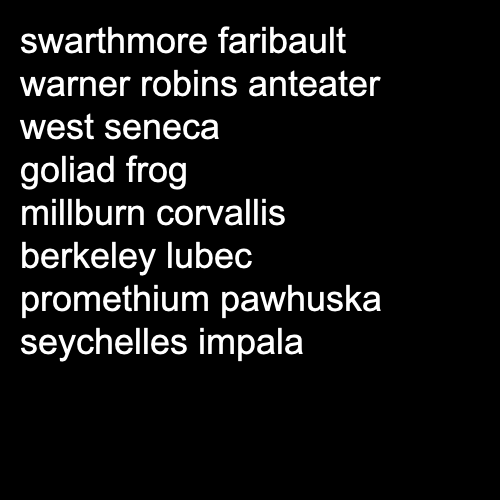 swarthmore faribault
warner robins anteater
west seneca
goliad frog
millburn corvallis
berkeley lubec
promethium pawhuska
seychelles impala